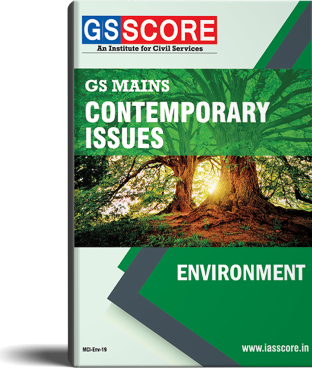 GSSCORE
An Institute for Civil Services
GS MAINS
CONTEMPORARY
ISSUES
ENVIRONMENT
MCI-Env-19
www.iasscore.in